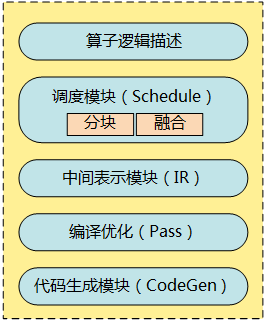 算子逻辑描述
调度模块（Schedule）
分块 融合
中间表示模块（IR）
编译优化（Pass）
代码生成模块（CodeGen）